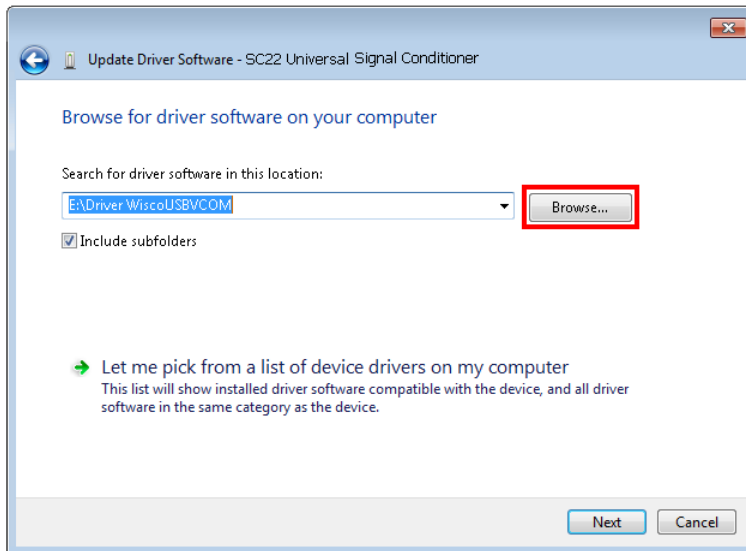 Update Driver Software - SC22 Universal Signal Conditioner
Browse for driver software on your computer
Search for driver software in this location:
E:\Driver WiscoUSBVCOM
Browse...
Include subfolders
Let me pick from a list of device drivers on my computer
This list will show installed driver software compatible with the device, and all driver
software in the same category as the device.
Next
Cancel